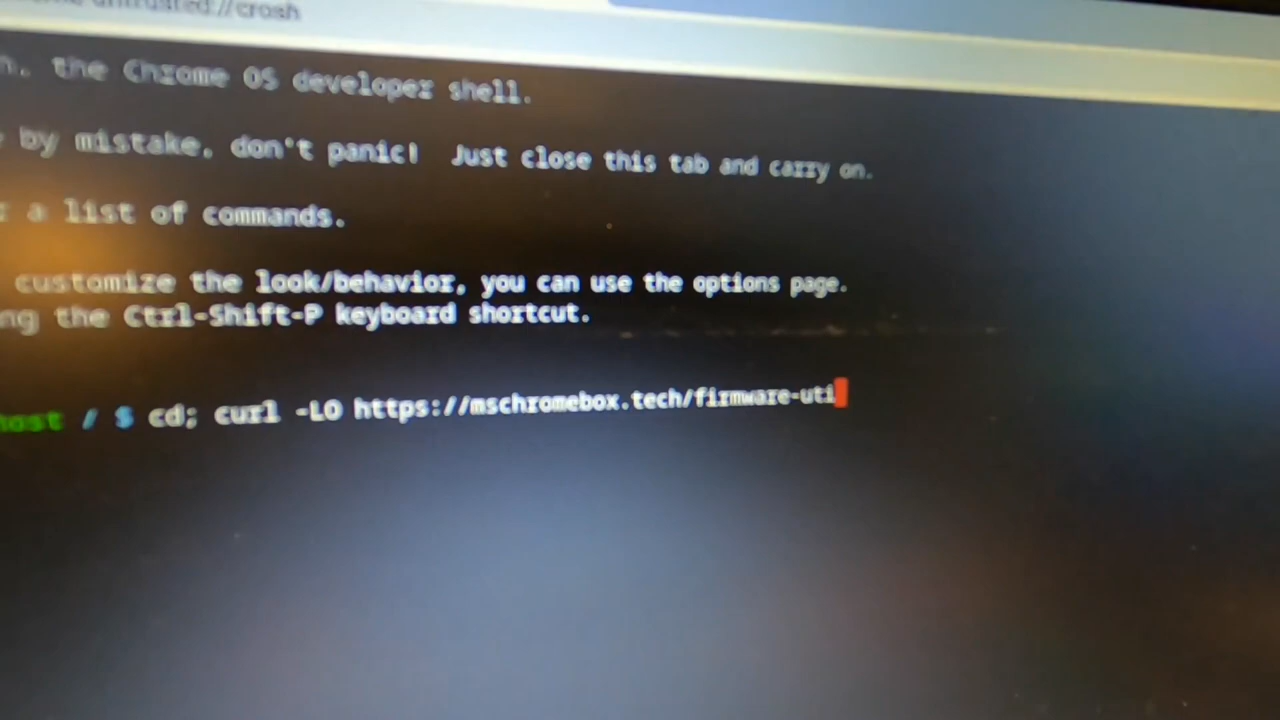 untrusted://crosh
the Chrome OS developer shell.
by mistake, don't panic! Just close this tab and carry on.
a list of commands.
customize the look/behavior, you can use the options page.
ng the Ctrl-Shift-P keyboard shortcut.
host / $ cd; curl -LO https://mschromebox.tech/firmware-uti